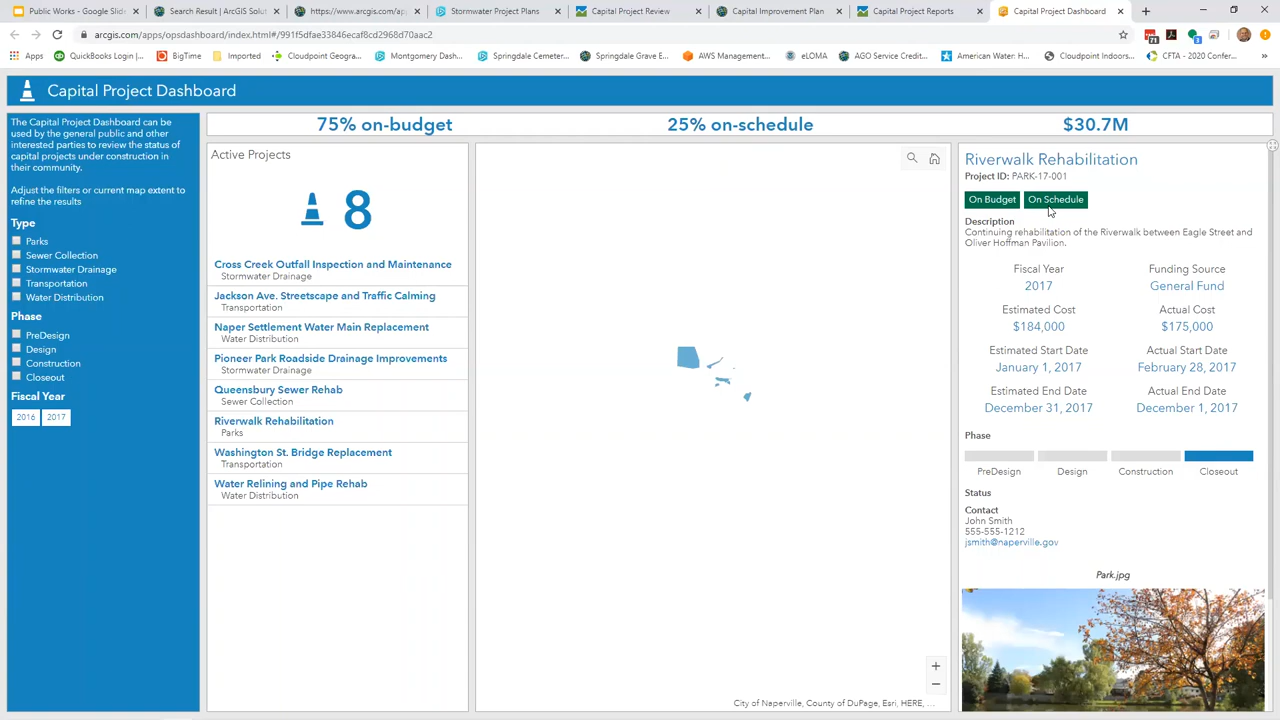 Public Works - Google Slid
Search Result | ArcGIS Solu
https://www.arcgis.com/ap
Stormwater Project Plans
Capital Project Review
Capital Improvement Plan
Capital Project Reports
Capital Project Dashboard
arcgis.com/apps/opsdashboard/index.html#/991f5dfae33846ecaf8cd2968d70aac2
Apps
QuickBooks Login |...
BigTime
Imported
Cloudpoint Geogra...
Montgomery Dash...
Springdale Cemeter...
Springdale Grave E...
AWS Management...
eLOMA
AGO Service Credit...
American Water: H...
Cloudpoint Indoors...
CFTA - 2020 Confer...
Capital Project Dashboard
The Capital Project Dashboard can be
used by the general public and other
interested parties to review the status of
capital projects under construction in
their community.
Adjust the filters or current map extent to
refine the results
Type
Parks
Sewer Collection
Stormwater Drainage
Transportation
Water Distribution
Phase
PreDesign
Design
Construction
Closeout
Fiscal Year
2016 2017
75% on-budget
25% on-schedule
$30.7M
Active Projects
8
Cross Creek Outfall Inspection and Maintenance
Stormwater Drainage
Jackson Ave. Streetscape and Traffic Calming
Transportation
Naper Settlement Water Main Replacement
Water Distribution
Pioneer Park Roadside Drainage Improvements
Stormwater Drainage
Queensbury Sewer Rehab
Sewer Collection
Riverwalk Rehabilitation
Parks
Washington St. Bridge Replacement
Transportation
Water Relining and Pipe Rehab
Water Distribution
+
−
City of Naperville, County of DuPage, Esri, HERE, ...
Riverwalk Rehabilitation
Project ID: PARK-17-001
On Budget On Schedule
Description
Continuing rehabilitation of the Riverwalk between Eagle Street and
Oliver Hoffman Pavilion.
Fiscal Year Funding Source
2017 General Fund
Estimated Cost Actual Cost
$184,000 $175,000
Estimated Start Date Actual Start Date
January 1, 2017 February 28, 2017
Estimated End Date Actual End Date
December 31, 2017 December 1, 2017
Phase
PreDesign Design Construction Closeout
Status
Contact
John Smith
555-555-1212
jsmith@naperville.gov
Park.jpg